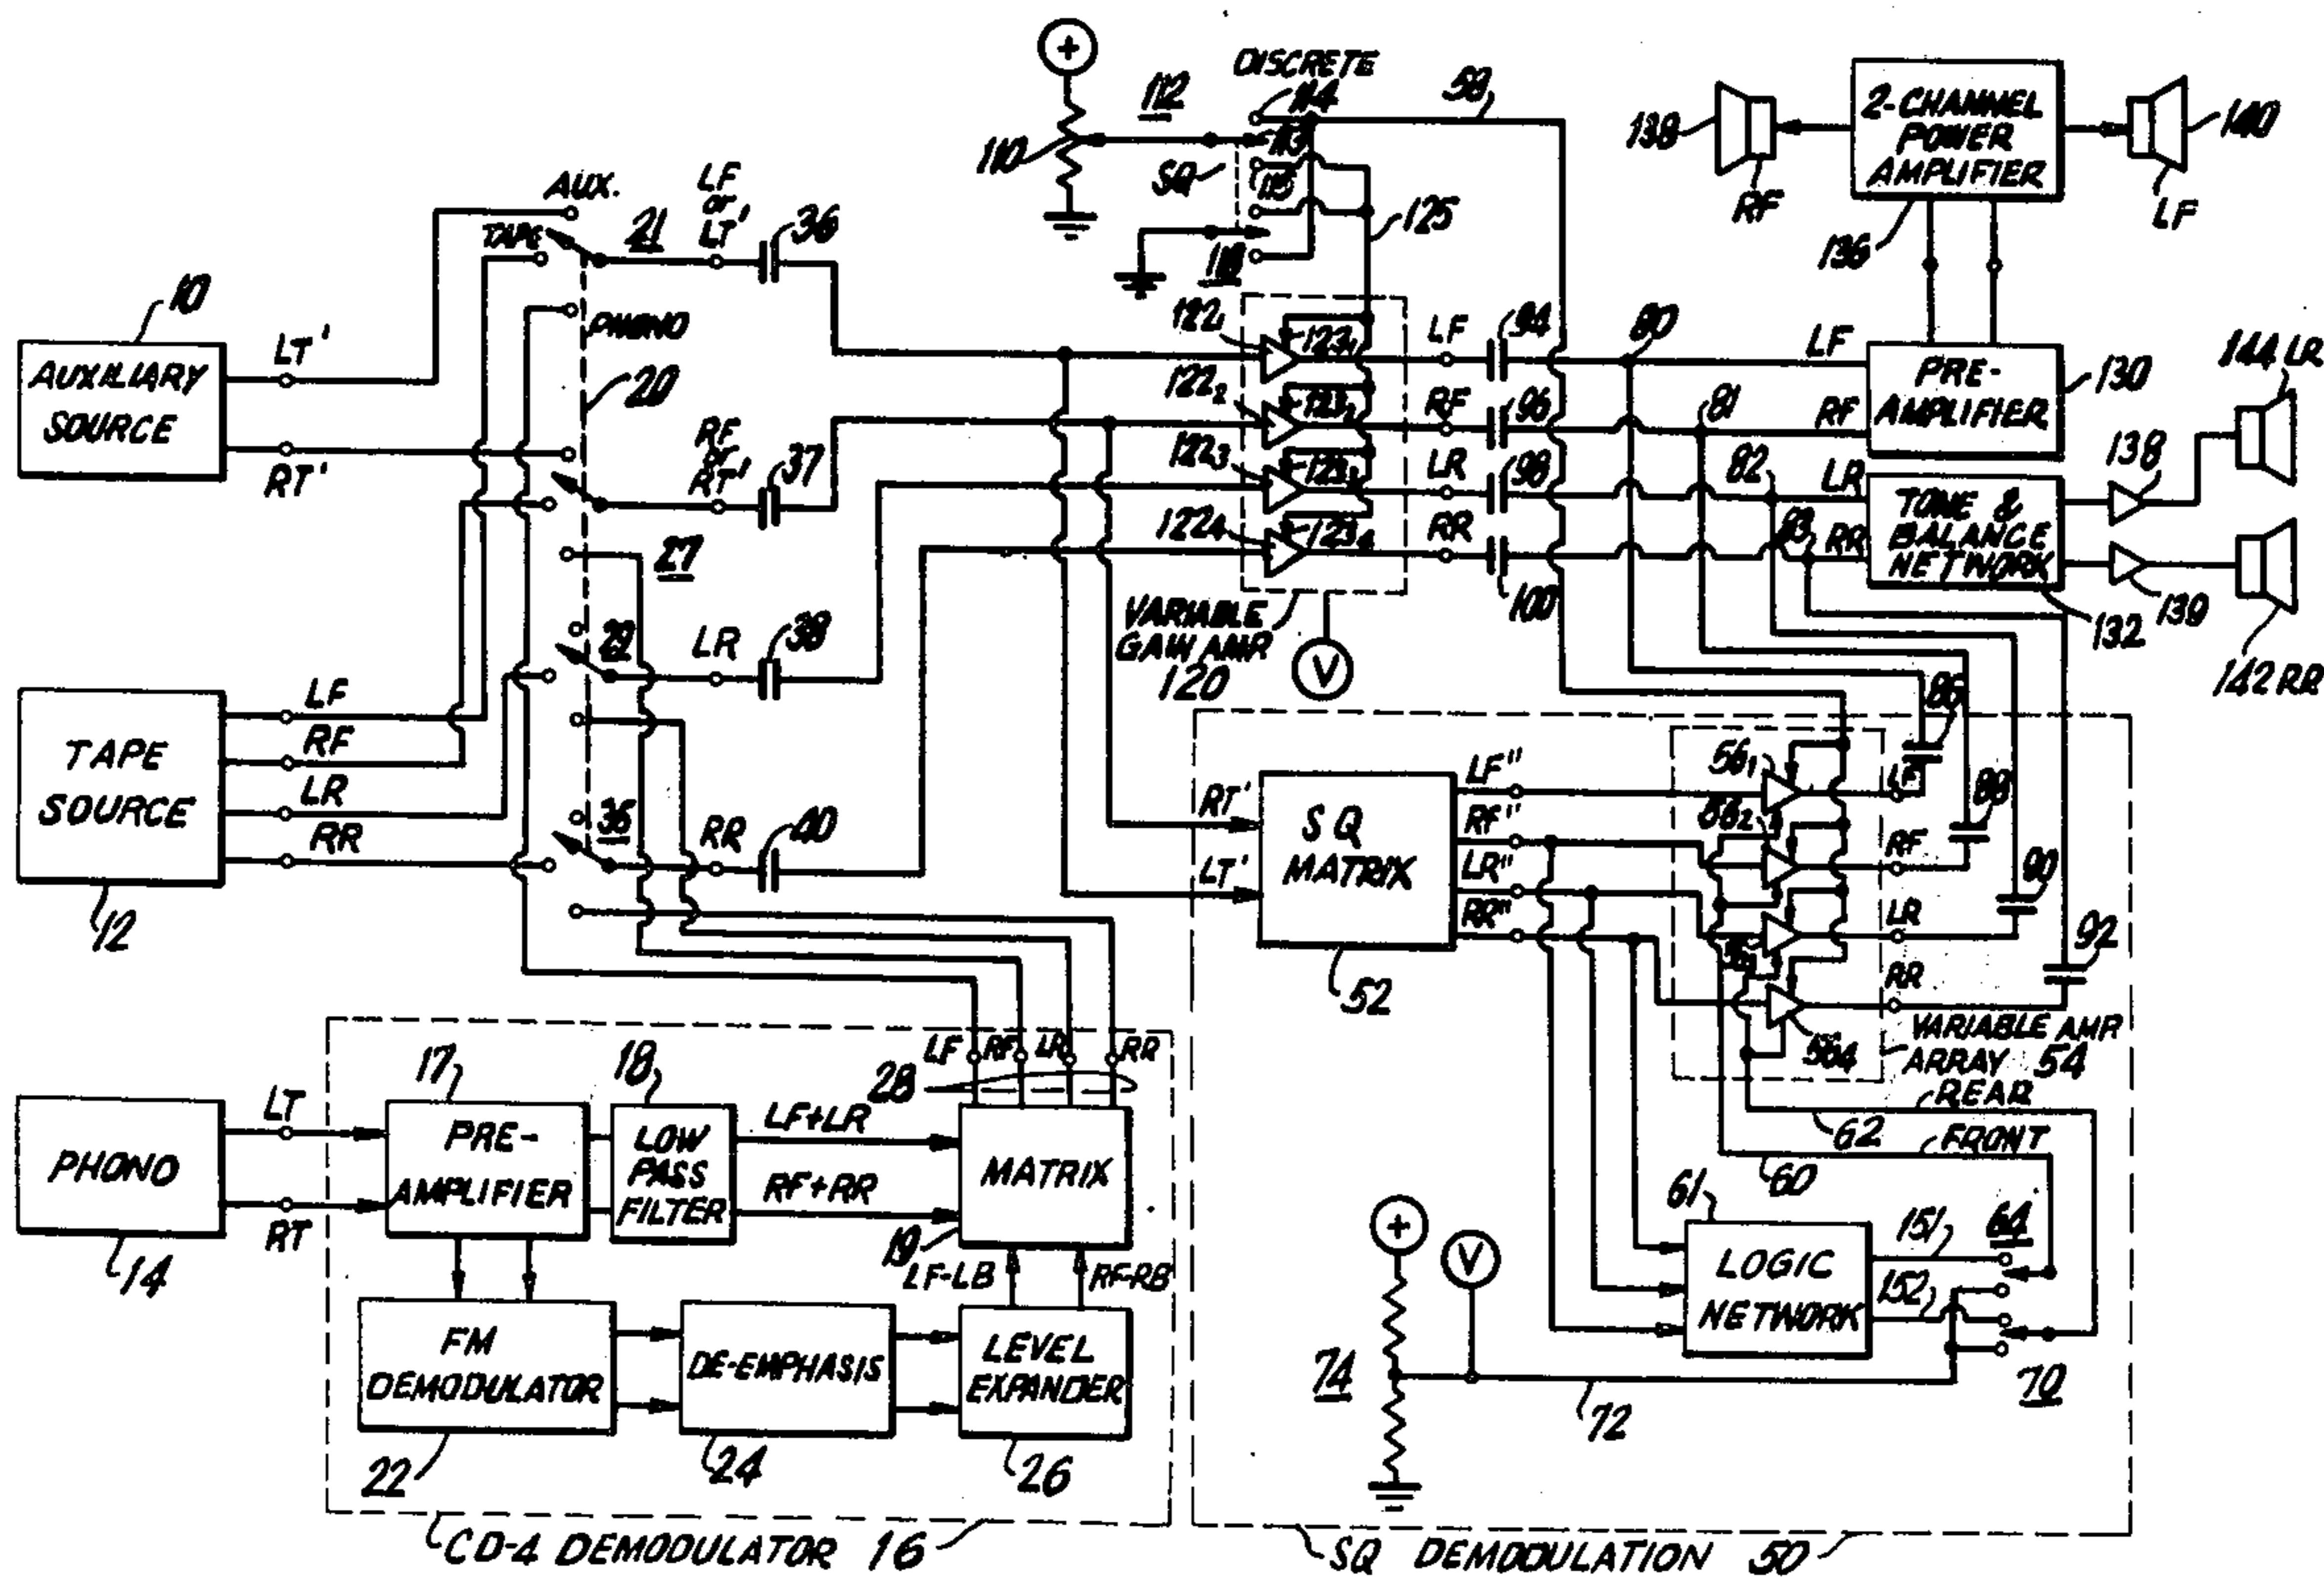 DISCRETE
112
114
58
113
110
SQ
115
125
118
2-CHANNEL
POWER
AMPLIFIER
138
RF
140
LF
136
AUX.
TAPE
21
LF
or
LT'
36
PHONO
10
AUXILIARY
SOURCE
LT'
RT'
20
RF
or
RT'
37
27
122₁
123₁
122₂
123₂
122₃
123₃
122₄
123₄
LF
94
80
LF
RF
96
81
RF
LR
98
82
LR
RR
100
83
RR
PRE-
AMPLIFIER
130
144 LR
138
TONE &
BALANCE
NETWORK
132
139
142 RR
VARIABLE
GAIN AMP.
120
V
29
LR
38
35
RR
40
TAPE
SOURCE
12
LF
RF
LR
RR
RT'
LT'
SQ
MATRIX
52
LF"
RF"
LR"
RR"
56₁
56₂
56₄
LF
RF
LR
RR
86
88
90
92
VARIABLE AMP.
ARRAY 54
REAR
62
FRONT
60
PHONO
14
LT
RT
17
PRE-
AMPLIFIER
18
LOW
PASS
FILTER
LF+LR
RF+RR
LF
RF
LR
RR
28
MATRIX
19
LF-LB
RF-RB
FM
DEMODULATOR
22
DE-EMPHASIS
24
LEVEL
EXPANDER
26
CD-4 DEMODULATOR 16
61
LOGIC
NETWORK
151
152
64
70
V
74
72
SQ DEMODULATION 50